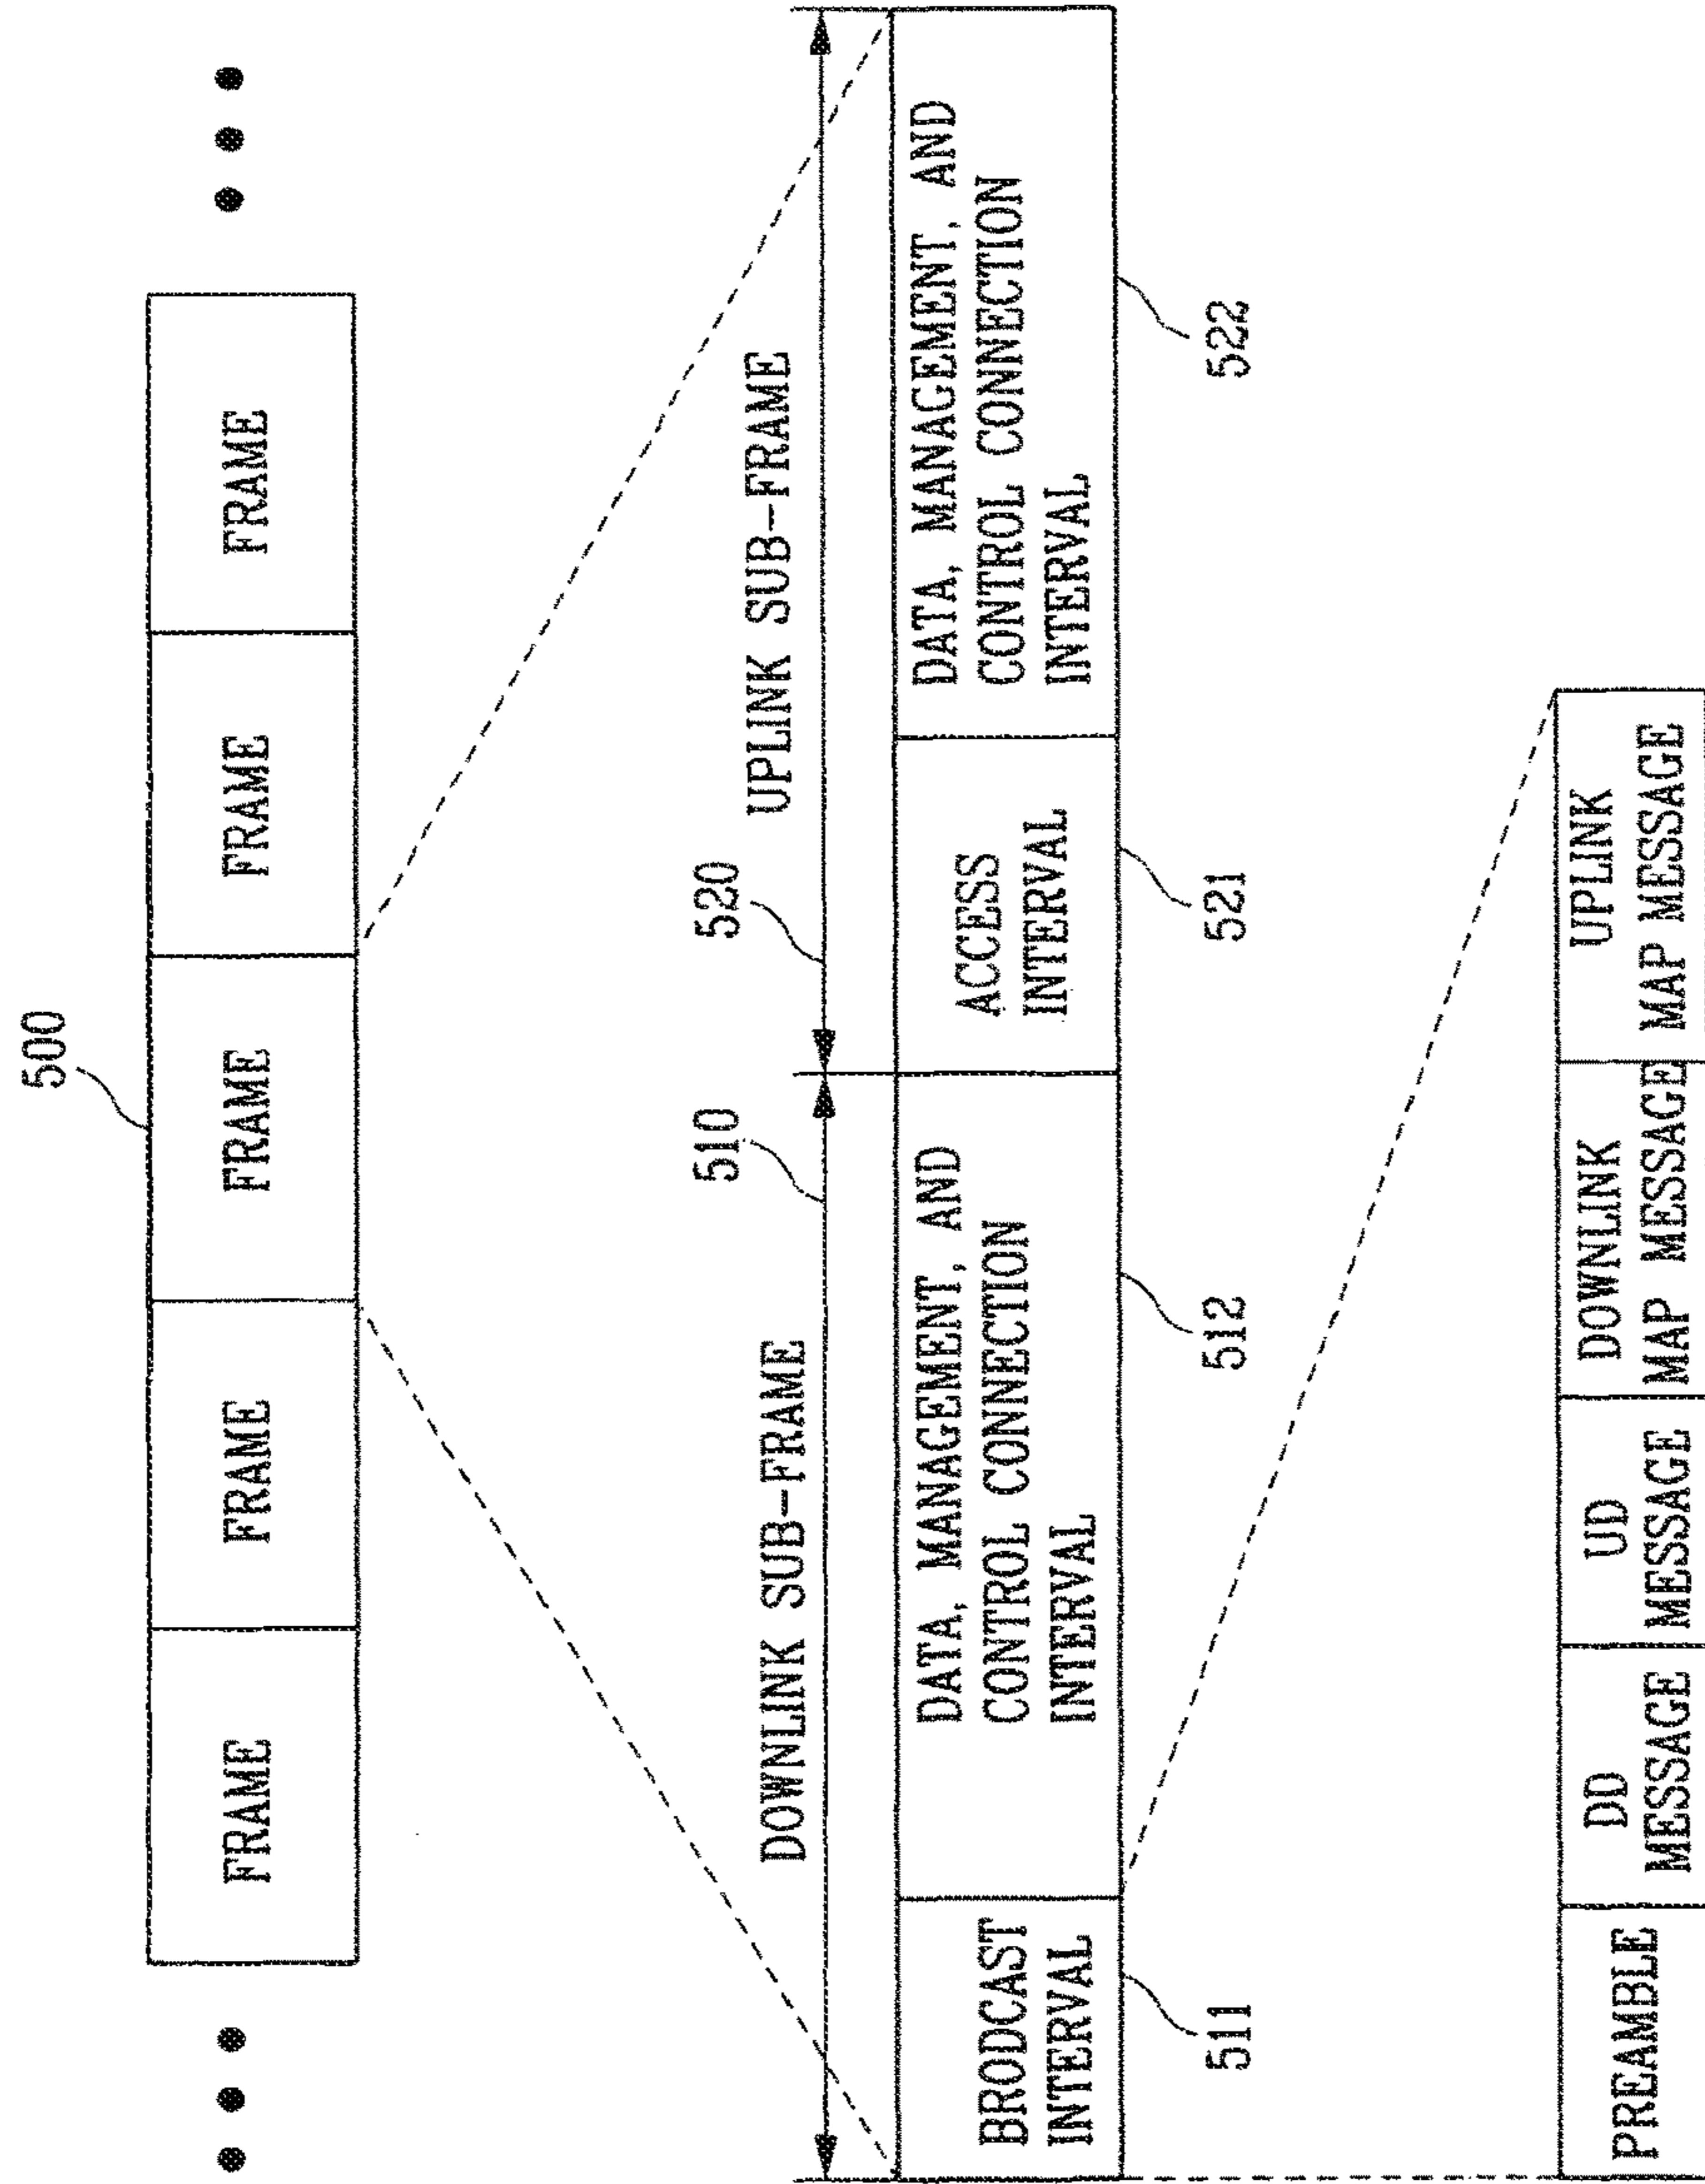 500
FRAME
FRAME
FRAME
FRAME
FRAME
510
520
DOWNLINK SUB-FRAME
UPLINK SUB-FRAME
BRODCAST
INTERVAL
DATA, MANAGEMENT, AND
CONTROL CONNECTION
INTERVAL
ACCESS
INTERVAL
DATA, MANAGEMENT, AND
CONTROL CONNECTION
INTERVAL
511
512
521
522
PREAMBLE
DD
MESSAGE
UD
MESSAGE
DOWNLINK
MAP MESSAGE
UPLINK
MAP MESSAGE